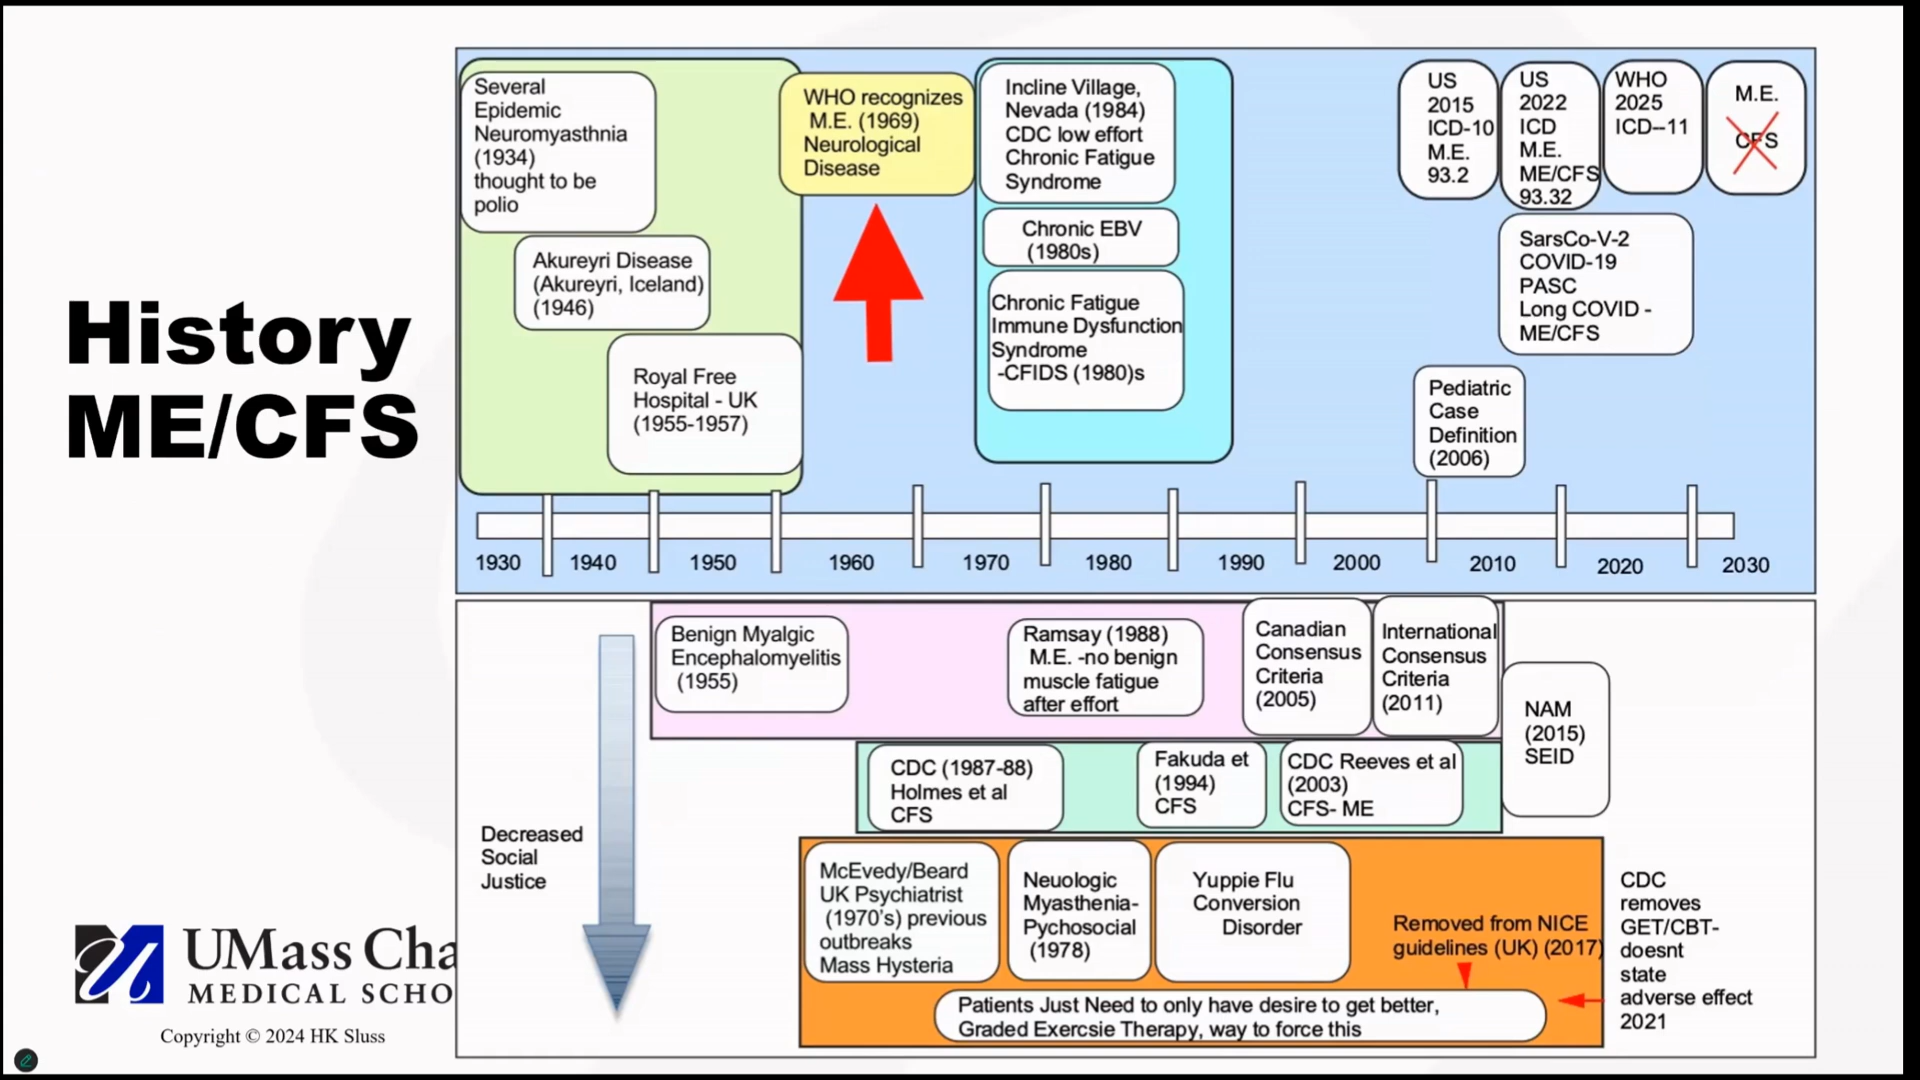 History
ME/CFS
Several
Epidemic
Neuromyasthnia
(1934)
thought to be
polio
Akureyri Disease
(Akureyri, Iceland)
(1946)
Royal Free
Hospital - UK
(1955-1957)
WHO recognizes
M.E. (1969)
Neurological
Disease
Incline Village,
Nevada (1984)
CDC low effort
Chronic Fatigue
Syndrome
Chronic EBV
(1980s)
Chronic Fatigue
Immune Dysfunction
Syndrome
-CFIDS (1980)s
US
2015
ICD-10
M.E.
93.2
US
2022
ICD
M.E.
ME/CFS
93.32
WHO
2025
ICD--11
M.E.
CFS
SarsCo-V-2
COVID-19
PASC
Long COVID -
ME/CFS
Pediatric
Case
Definition
(2006)
1930 1940 1950 1960 1970 1980 1990 2000 2010 2020 2030
Benign Myalgic
Encephalomyelitis
(1955)
Ramsay (1988)
M.E. -no benign
muscle fatigue
after effort
Canadian
Consensus
Criteria
(2005)
International
Consensus
Criteria
(2011)
NAM
(2015)
SEID
CDC (1987-88)
Holmes et al
CFS
Fakuda et
(1994)
CFS
CDC Reeves et al
(2003)
CFS- ME
Decreased
Social
Justice
McEvedy/Beard
UK Psychiatrist
(1970's) previous
outbreaks
Mass Hysteria
Neuologic
Myasthenia-
Pychosocial
(1978)
Yuppie Flu
Conversion
Disorder
Removed from NICE
guidelines (UK) (2017)
Patients Just Need to only have desire to get better,
Graded Exercsie Therapy, way to force this
CDC
removes
GET/CBT-
doesnt
state
adverse effect
2021
UMass Cha
MEDICAL SCHO
Copyright © 2024 HK Sluss